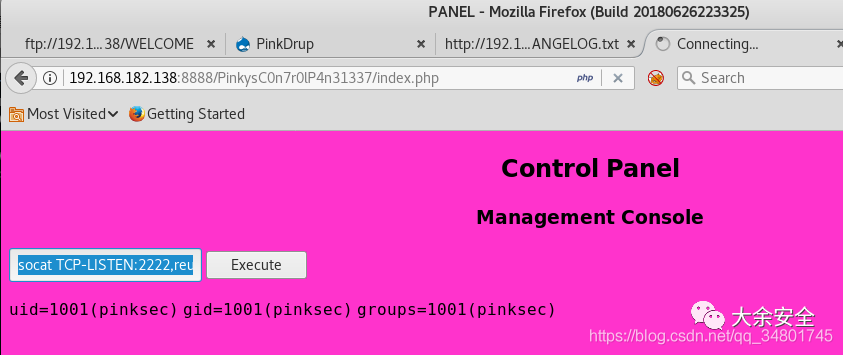 PANEL - Mozilla Firefox (Build 20180626223325)
ftp://192.1...38/WELCOME × PinkDrup × http://192.1...ANGELOG.txt × Connecting... ×
192.168.182.138:8888/PinkysC0n7r0lP4n31337/index.php php Search
Most Visited Getting Started
Control Panel
Management Console
socat TCP-LISTEN:2222,reu Execute
uid=1001(pinksec) gid=1001(pinksec) groups=1001(pinksec)
大余安全
https://blog.csdn.net/qq_34801745